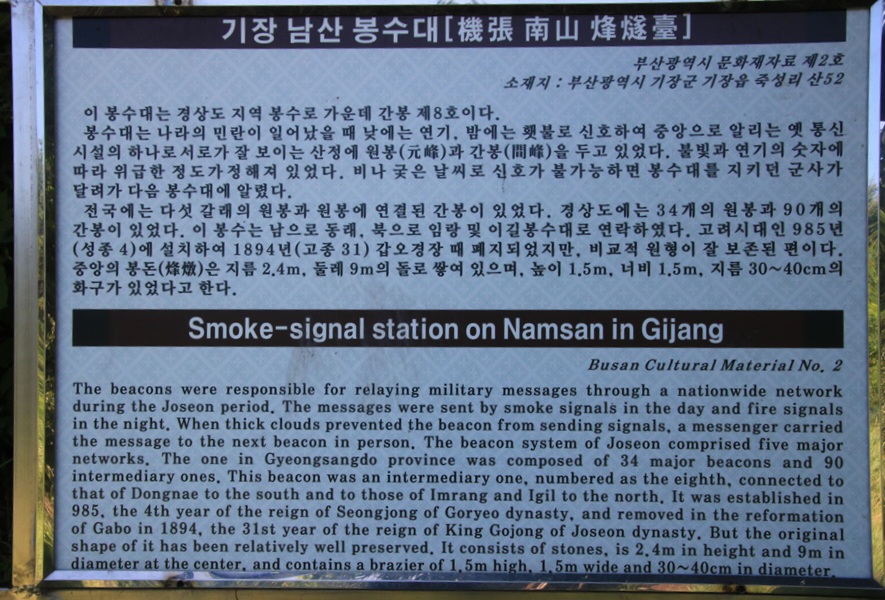 기장 남산 봉수대[機張 南山 烽燧臺]
부산광역시 문화재자료 제2호
소재지 : 부산광역시 기장군 기장읍 죽성리 산52
이 봉수대는 경상도 지역 봉수로 가운데 간봉 제8호이다.
봉수대는 나라의 민란이 일어났을 때 낮에는 연기, 밤에는 횃불로 신호하여 중앙으로 알리는 옛 통신
시설의 하나로서로가 잘 보이는 산정에 원봉(元峰)과 간봉(間峰)을 두고 있었다. 불빛과 연기의 숫자에
따라 위급한 정도가정해져 있었다. 비나 궂은 날씨로 신호가 불가능하면 봉수대를 지키던 군사가
달려가 다음 봉수대에 알렸다.
전국에는 다섯 갈래의 원봉과 원봉에 연결된 간봉이 있었다. 경상도에는 34개의 원봉과 90개의
간봉이 있었다. 이 봉수는 남으로 동래, 북으로 임랑 및 이길봉수대로 연락하였다. 고려시대인 985년
(성종 4)에 설치하여 1894년(고종 31) 갑오경장 때 폐지되었지만, 비교적 원형이 잘 보존된 편이다.
중앙의 봉돈(烽燉)은 지름 2.4m, 둘레 9m의 돌로 쌓여 있으며, 높이 1.5m, 너비 1.5m, 지름 30~40cm의
화구가 있었다고 한다.
Smoke-signal station on Namsan in Gijang
Busan Cultural Material No. 2
The beacons were responsible for relaying military messages through a nationwide network
during the Joseon period. The messages were sent by smoke signals in the day and fire signals
in the night. When thick clouds prevented the beacon from sending signals, a messenger carried
the message to the next beacon in person. The beacon system of Joseon comprised five major
networks. The one in Gyeongsangdo province was composed of 34 major beacons and 90
intermediary ones. This beacon was an intermediary one, numbered as the eighth, connected to
that of Dongnae to the south and to those of Imrang and Igil to the north. It was established in
985, the 4th year of the reign of Seongjong of Goryeo dynasty, and removed in the reformation
of Gabo in 1894, the 31st year of the reign of King Gojong of Joseon dynasty. But the original
shape of it has been relatively well preserved. It consists of stones, is 2.4m in height and 9m in
diameter at the center, and contains a brazier of 1.5m high, 1.5m wide and 30~40cm in diameter.